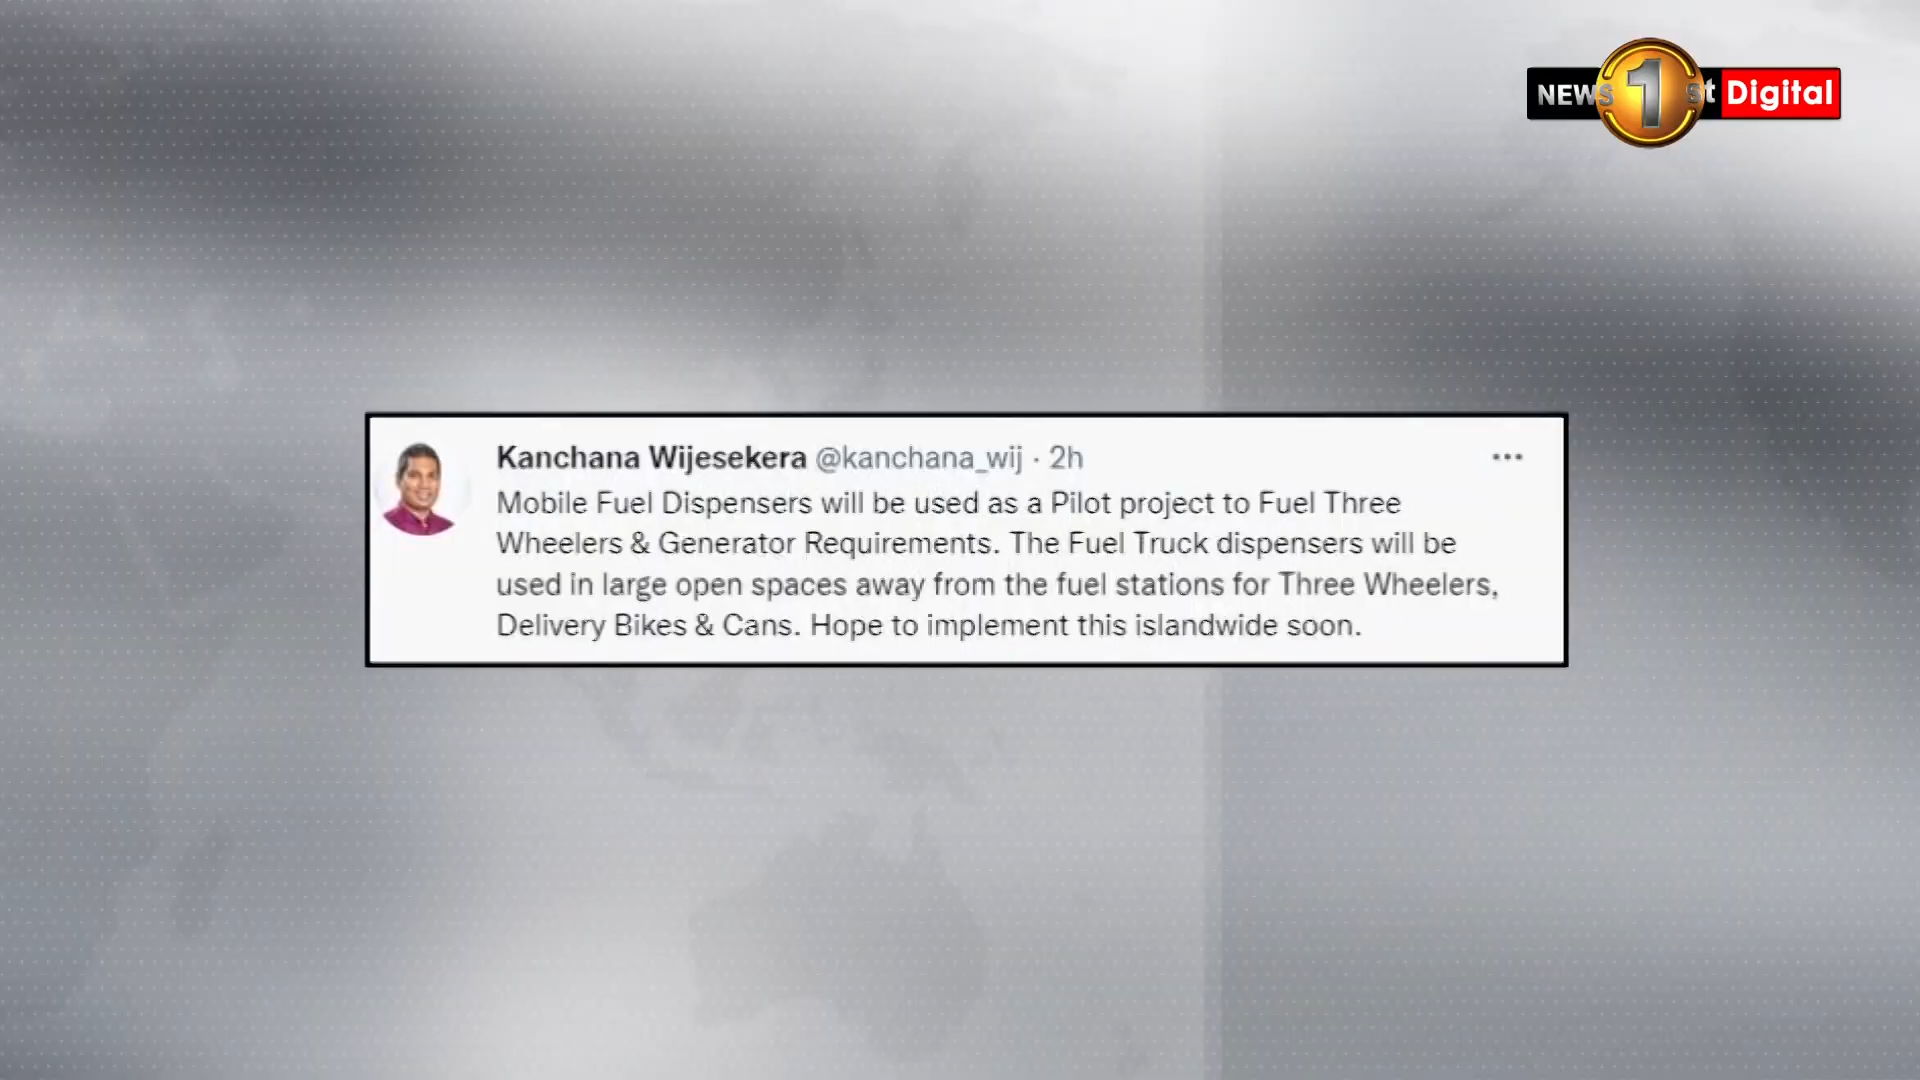 NEWS 1st Digital
Kanchana Wijesekera @kanchana_wij · 2h
Mobile Fuel Dispensers will be used as a Pilot project to Fuel Three
Wheelers & Generator Requirements. The Fuel Truck dispensers will be
used in large open spaces away from the fuel stations for Three Wheelers,
Delivery Bikes & Cans. Hope to implement this islandwide soon.